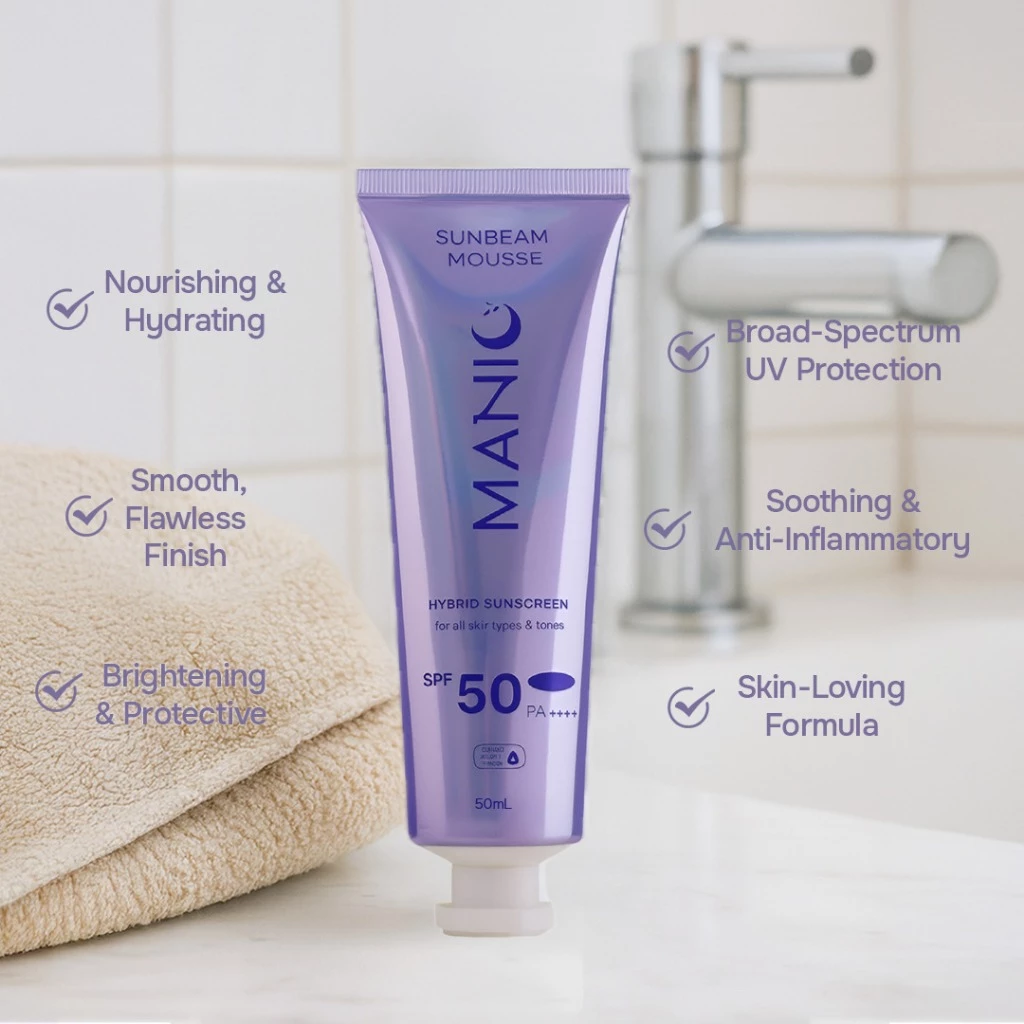 SUNBEAM
MOUSSE
MANIC
HYBRID SUNSCREEN
for all skin types & tones
SPF 50
PA ++++
50mL
Nourishing &
Hydrating
Smooth,
Flawless
Finish
Brightening
& Protective
Broad-Spectrum
UV Protection
Soothing &
Anti-Inflammatory
Skin-Loving
Formula